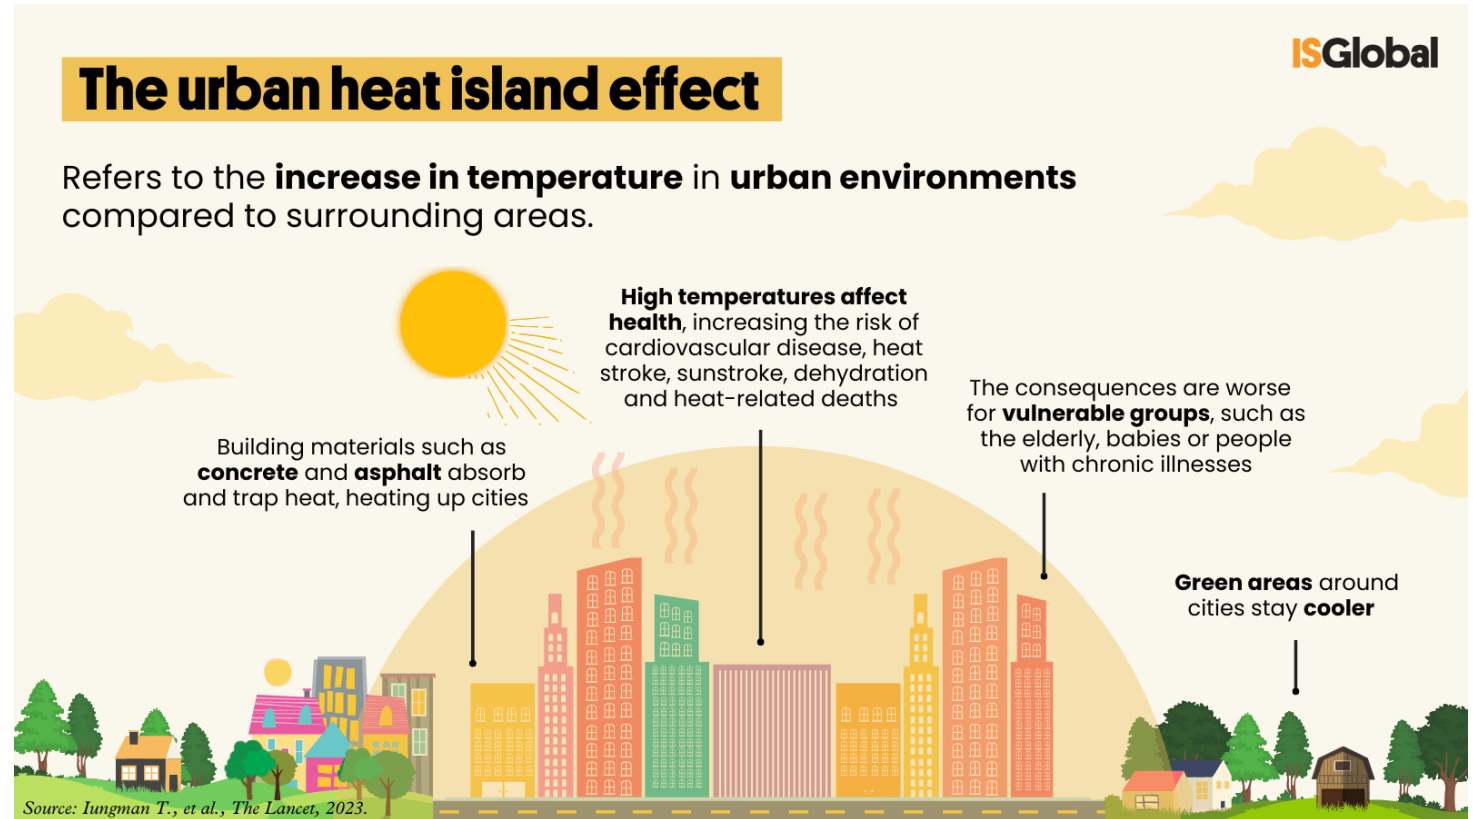 ISGlobal
The urban heat island effect
Refers to the increase in temperature in urban environments
compared to surrounding areas.
High temperatures affect
health, increasing the risk of
cardiovascular disease, heat
stroke, sunstroke, dehydration
and heat-related deaths
The consequences are worse
for vulnerable groups, such as
the elderly, babies or people
with chronic illnesses
Building materials such as
concrete and asphalt absorb
and trap heat, heating up cities
Green areas around
cities stay cooler
Source: Iungman T., et al., The Lancet, 2023.